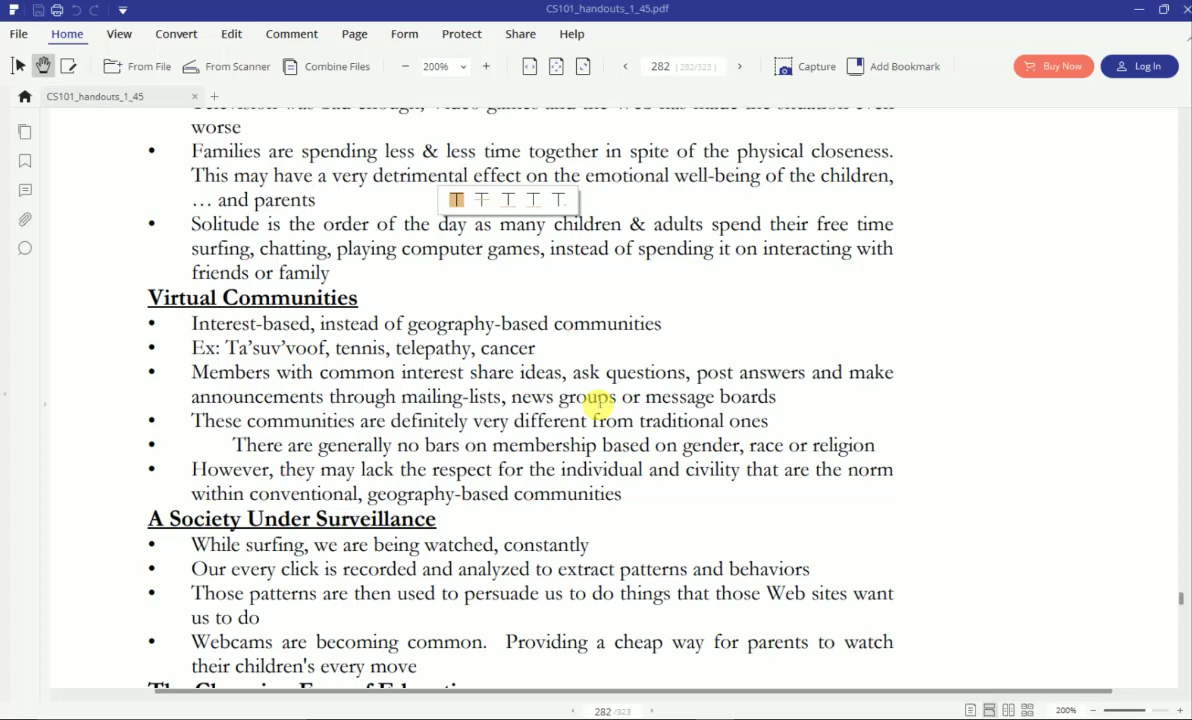 CS101_handouts_1_45.pdf
File Home View Convert Edit Comment Page Form Protect Share Help
From File From Scanner Combine Files 200% 282 (282/323) Capture Add Bookmark Buy Now Log In
CS101_handouts_1_45
worse
• Families are spending less & less time together in spite of the physical closeness.
This may have a very detrimental effect on the emotional well-being of the children,
… and parents
• Solitude is the order of the day as many children & adults spend their free time
surfing, chatting, playing computer games, instead of spending it on interacting with
friends or family
Virtual Communities
• Interest-based, instead of geography-based communities
• Ex: Ta’suv’voof, tennis, telepathy, cancer
• Members with common interest share ideas, ask questions, post answers and make
announcements through mailing-lists, news groups or message boards
• These communities are definitely very different from traditional ones
• There are generally no bars on membership based on gender, race or religion
• However, they may lack the respect for the individual and civility that are the norm
within conventional, geography-based communities
A Society Under Surveillance
• While surfing, we are being watched, constantly
• Our every click is recorded and analyzed to extract patterns and behaviors
• Those patterns are then used to persuade us to do things that those Web sites want
us to do
• Webcams are becoming common. Providing a cheap way for parents to watch
their children's every move
282 /323 200%